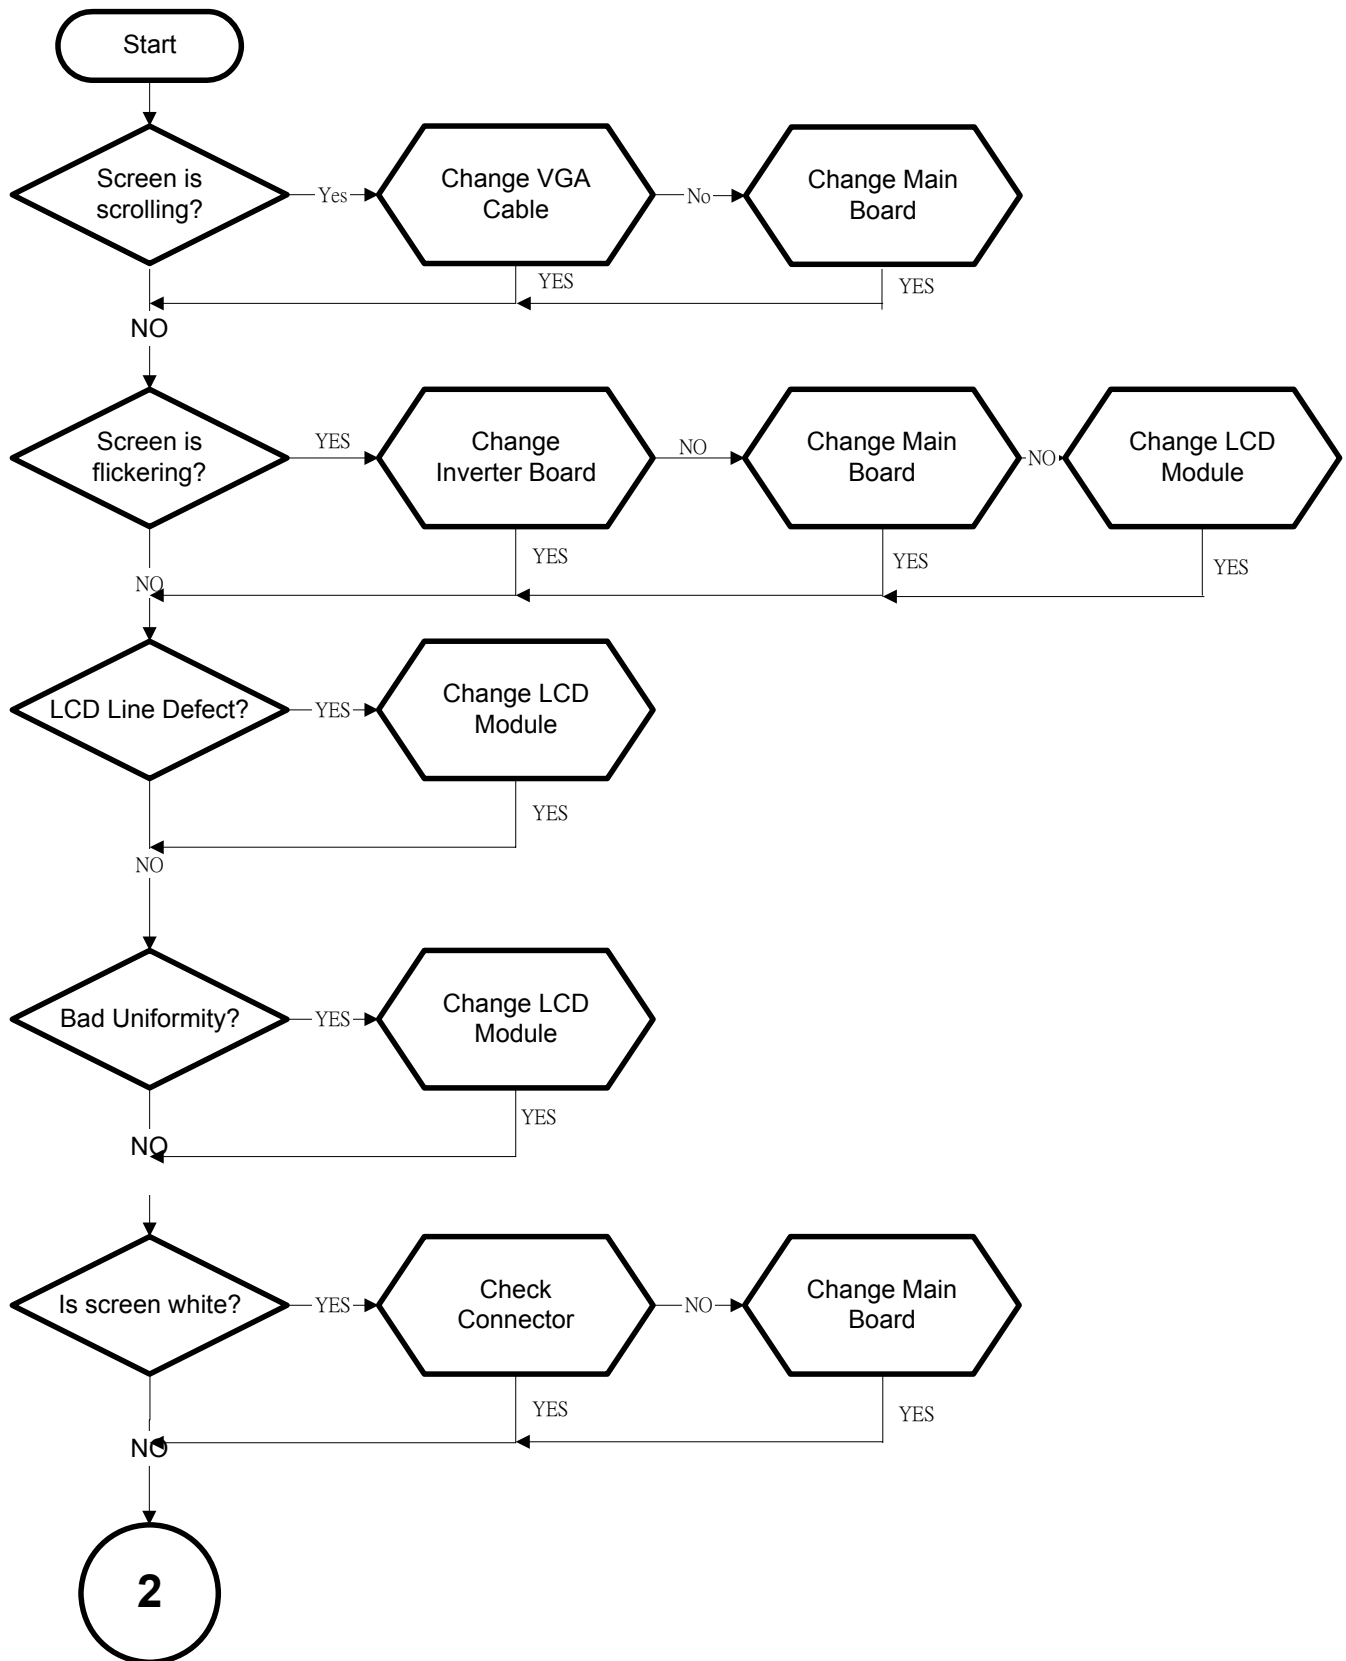 Start
Screen is
scrolling?
Yes
Change VGA
Cable
No
Change Main
Board
YES
YES
NO
Screen is
flickering?
YES
Change
Inverter Board
NO
Change Main
Board
NO
Change LCD
Module
YES
YES
YES
NO
LCD Line Defect?
YES
Change LCD
Module
YES
NO
Bad Uniformity?
YES
Change LCD
Module
YES
NO
Is screen white?
YES
Check
Connector
NO
Change Main
Board
YES
YES
NO
2